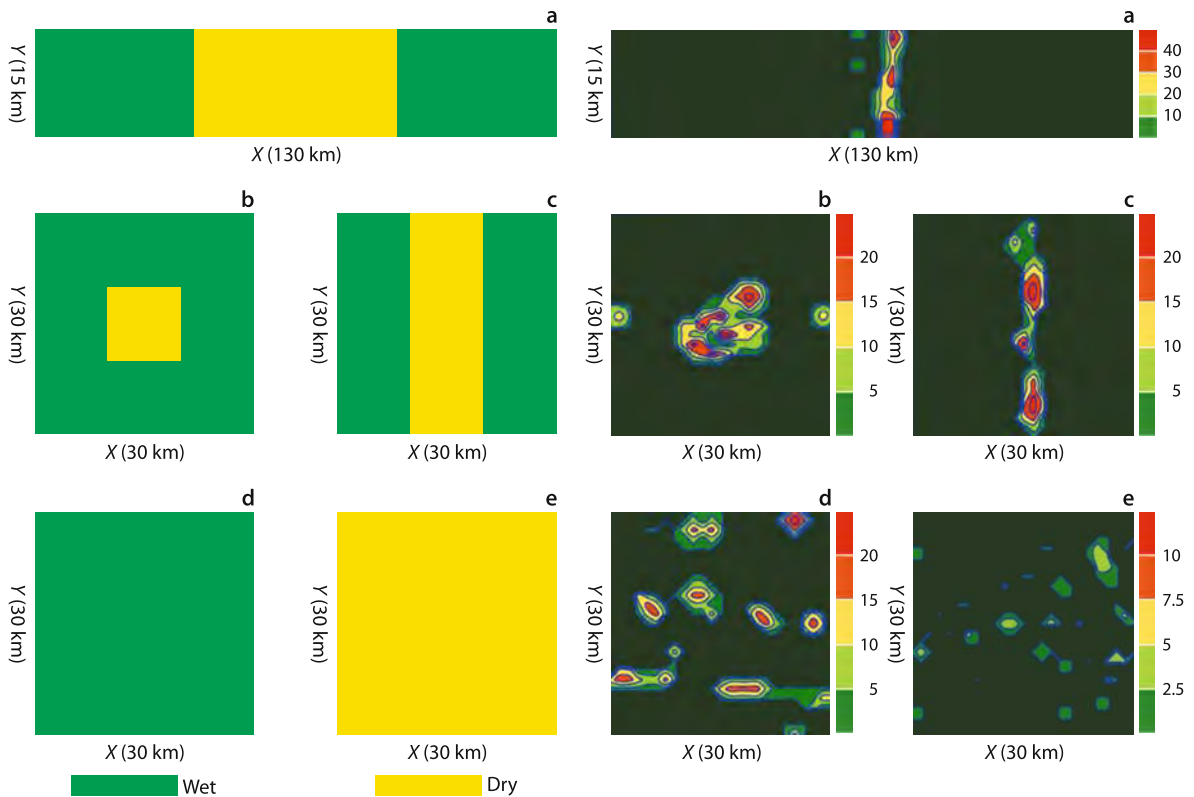 a a
Y (15 km) Y (15 km) 40
30
20
10
X (130 km) X (130 km)
b c b c
Y (30 km) Y (30 km) Y (30 km) 20 Y (30 km) 20
15 15
10 10
5 5
X (30 km) X (30 km) X (30 km) X (30 km)
d e d e
Y (30 km) Y (30 km) Y (30 km) 20 Y (30 km) 10
15 7.5
10 5
5 2.5
X (30 km) X (30 km) X (30 km) X (30 km)
Wet Dry